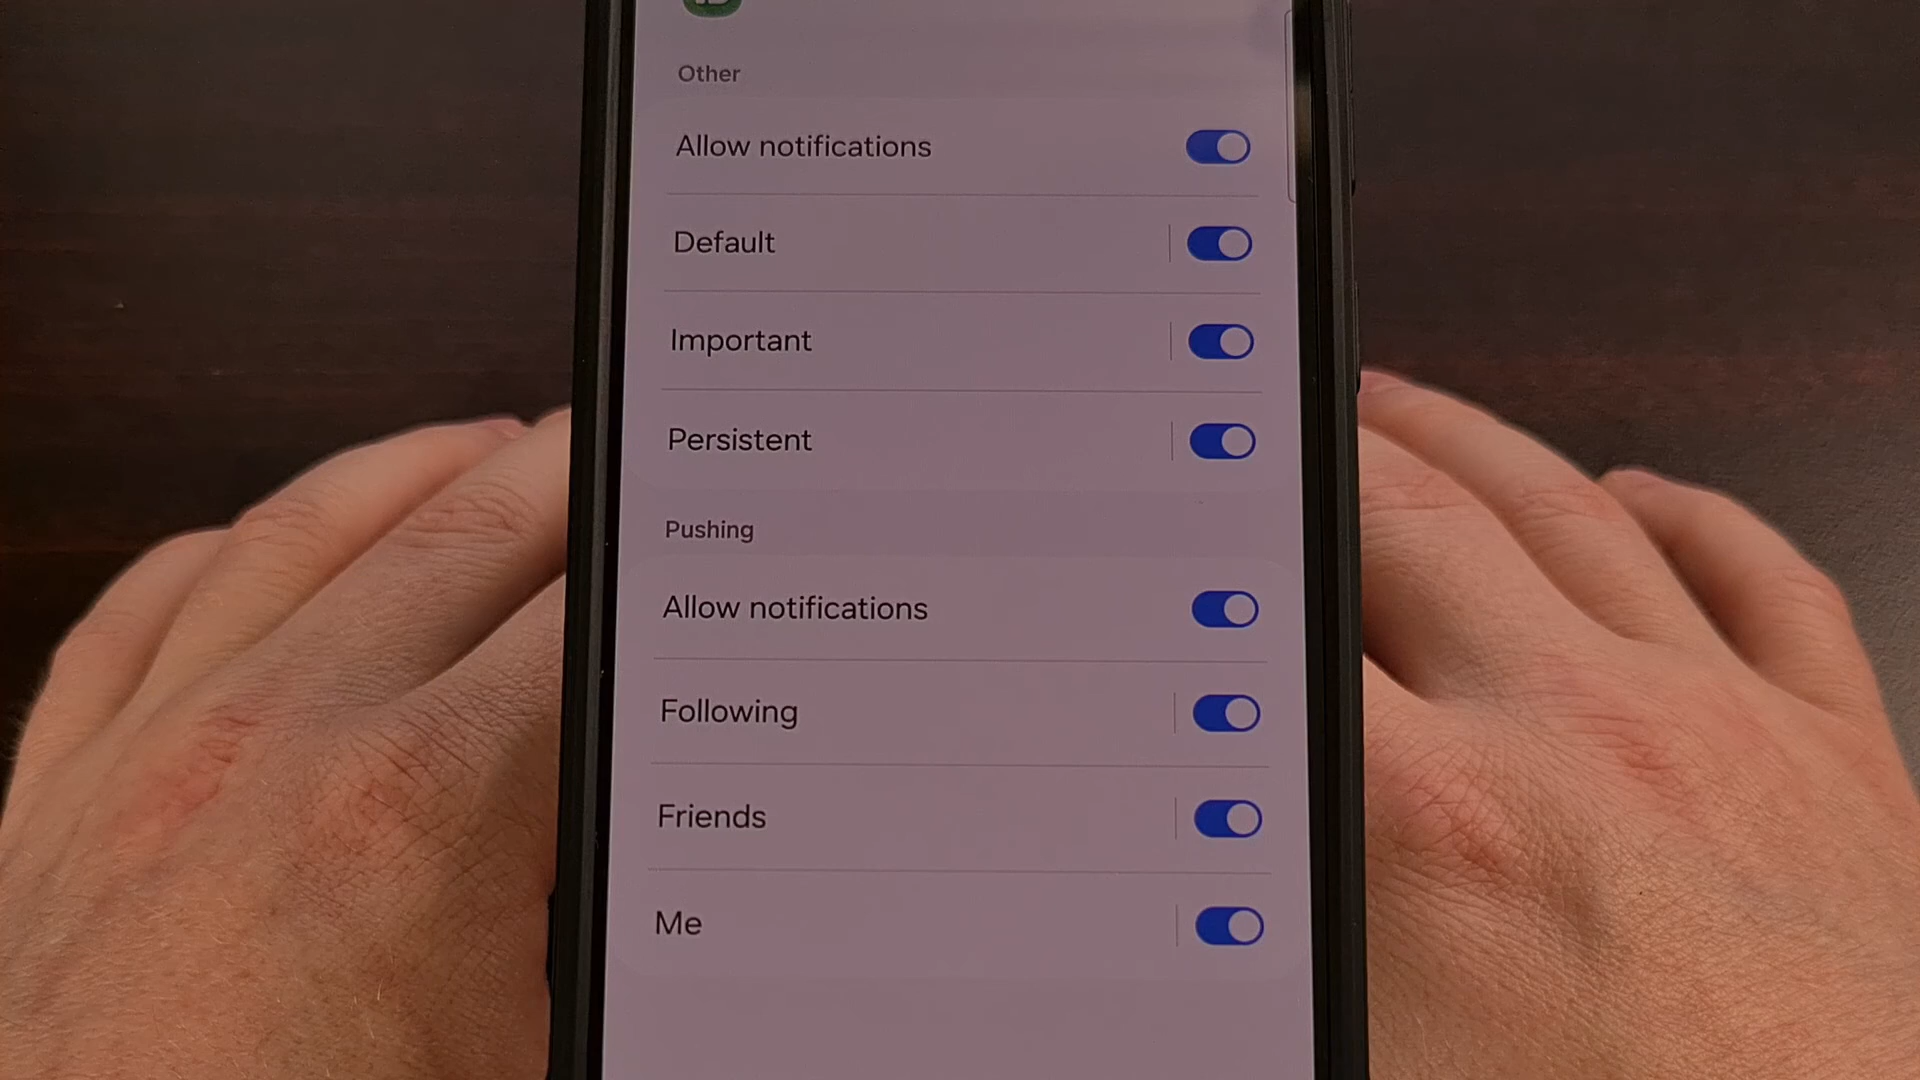 Other
Allow notifications
Default
Important
Persistent
Pushing
Allow notifications
Following
Friends
Me